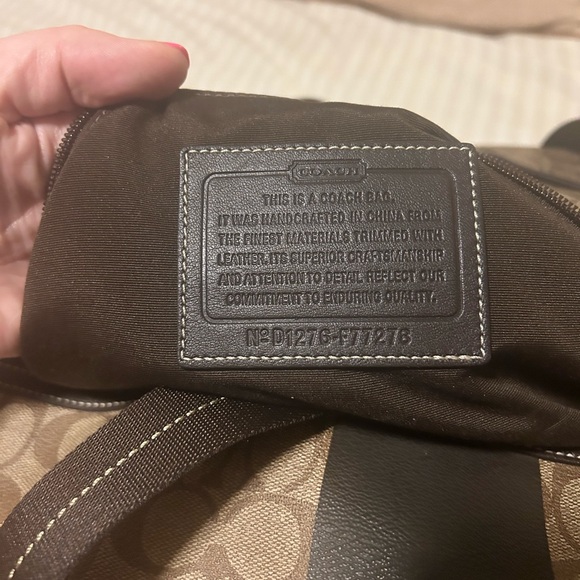 COACH
THIS IS A COACH BAG.
IT WAS HANDCRAFTED IN CHINA FROM
THE FINEST MATERIALS TRIMMED WITH
LEATHER. ITS SUPERIOR CRAFTSMANSHIP
AND ATTENTION TO DETAIL REFLECT OUR
COMMITMENT TO ENDURING QUALITY.
Nº D1276-F77276